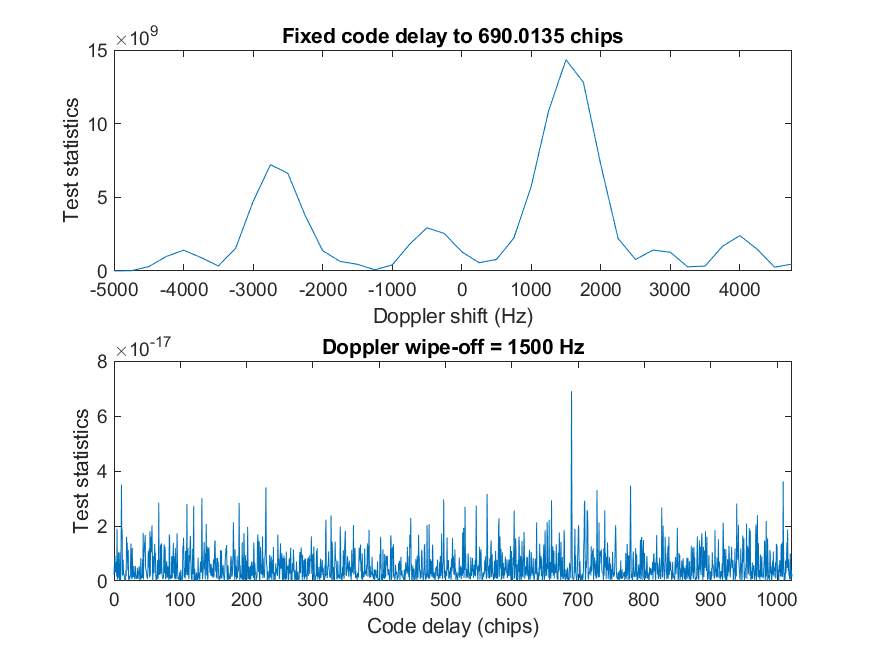 ×10^9
Fixed code delay to 690.0135 chips
15
10
5
0
Test statistics
-5000 -4000 -3000 -2000 -1000 0 1000 2000 3000 4000
Doppler shift (Hz)
×10^-17
Doppler wipe-off = 1500 Hz
8
6
4
2
0
Test statistics
0 100 200 300 400 500 600 700 800 900 1000
Code delay (chips)